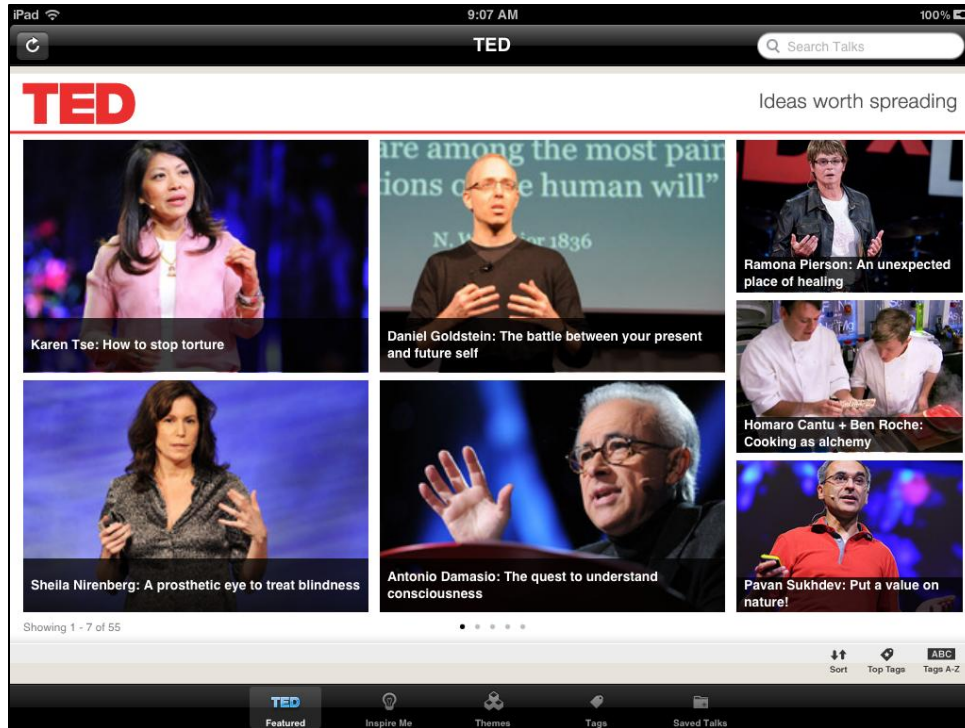 iPad 9:07 AM 100%
TED
Search Talks
TED
Ideas worth spreading
Karen Tse: How to stop torture
are among the most pain
tions of the human will”
1836
Daniel Goldstein: The battle between your present
and future self
Ramona Pierson: An unexpected
place of healing
Homaro Cantu + Ben Roche:
Cooking as alchemy
Sheila Nirenberg: A prosthetic eye to treat blindness
Antonio Damasio: The quest to understand
consciousness
Pavan Sukhdev: Put a value on
nature!
Showing 1 - 7 of 55
Sort
Top Tags
ABC
Tags A-Z
TED
Featured
Inspire Me
Themes
Tags
Saved Talks